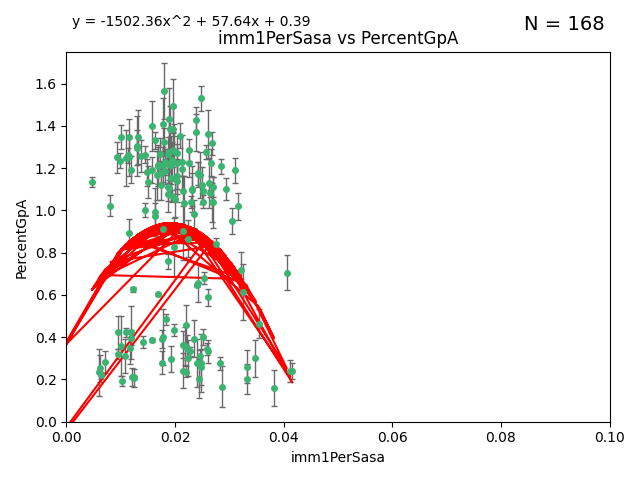 y = -1502.36x^2 + 57.64x + 0.39
N = 168
imm1PerSasa vs PercentGpA
PercentGpA
1.6
1.4
1.2
1.0
0.8
0.6
0.4
0.2
0.0
0.00 0.02 0.04 0.06 0.08 0.10
imm1PerSasa